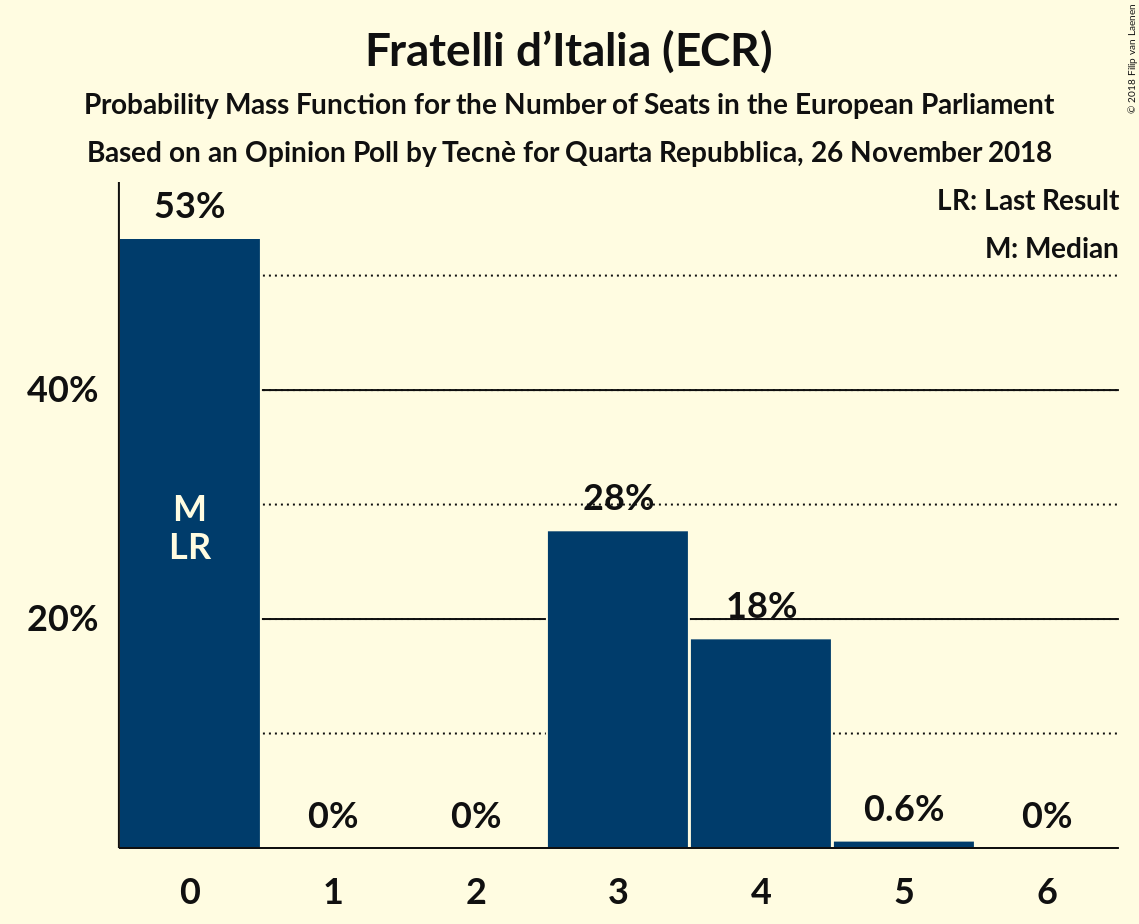 Fratelli d’Italia (ECR)
Probability Mass Function for the Number of Seats in the European Parliament
Based on an Opinion Poll by Tecnè for Quarta Repubblica, 26 November 2018
© 2018 Filip van Laenen
LR: Last Result
M: Median
53%
40%
M
LR
28%
20%
18%
0%
0%
0.6%
0%
0 1 2 3 4 5 6